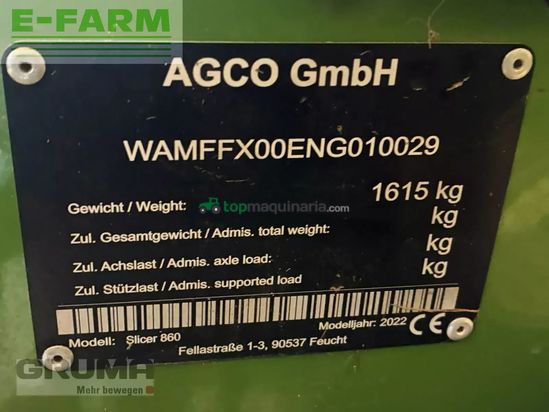 E-FARM
AGCO GmbH
WAMFFX00ENG010029
Gewicht / Weight: 1615 kg
Zul. Gesamtgewicht / Admis. total weight: kg
Zul. Achslast / Admis. axle load: kg
Zul. Stützlast / Admis. supported load kg
topmaquinaria.com
Modell: Slicer 860 Modelljahr: 2022 CE
Fellastraße 1-3, 90537 Feucht
GRUMA
Mehr bewegen.